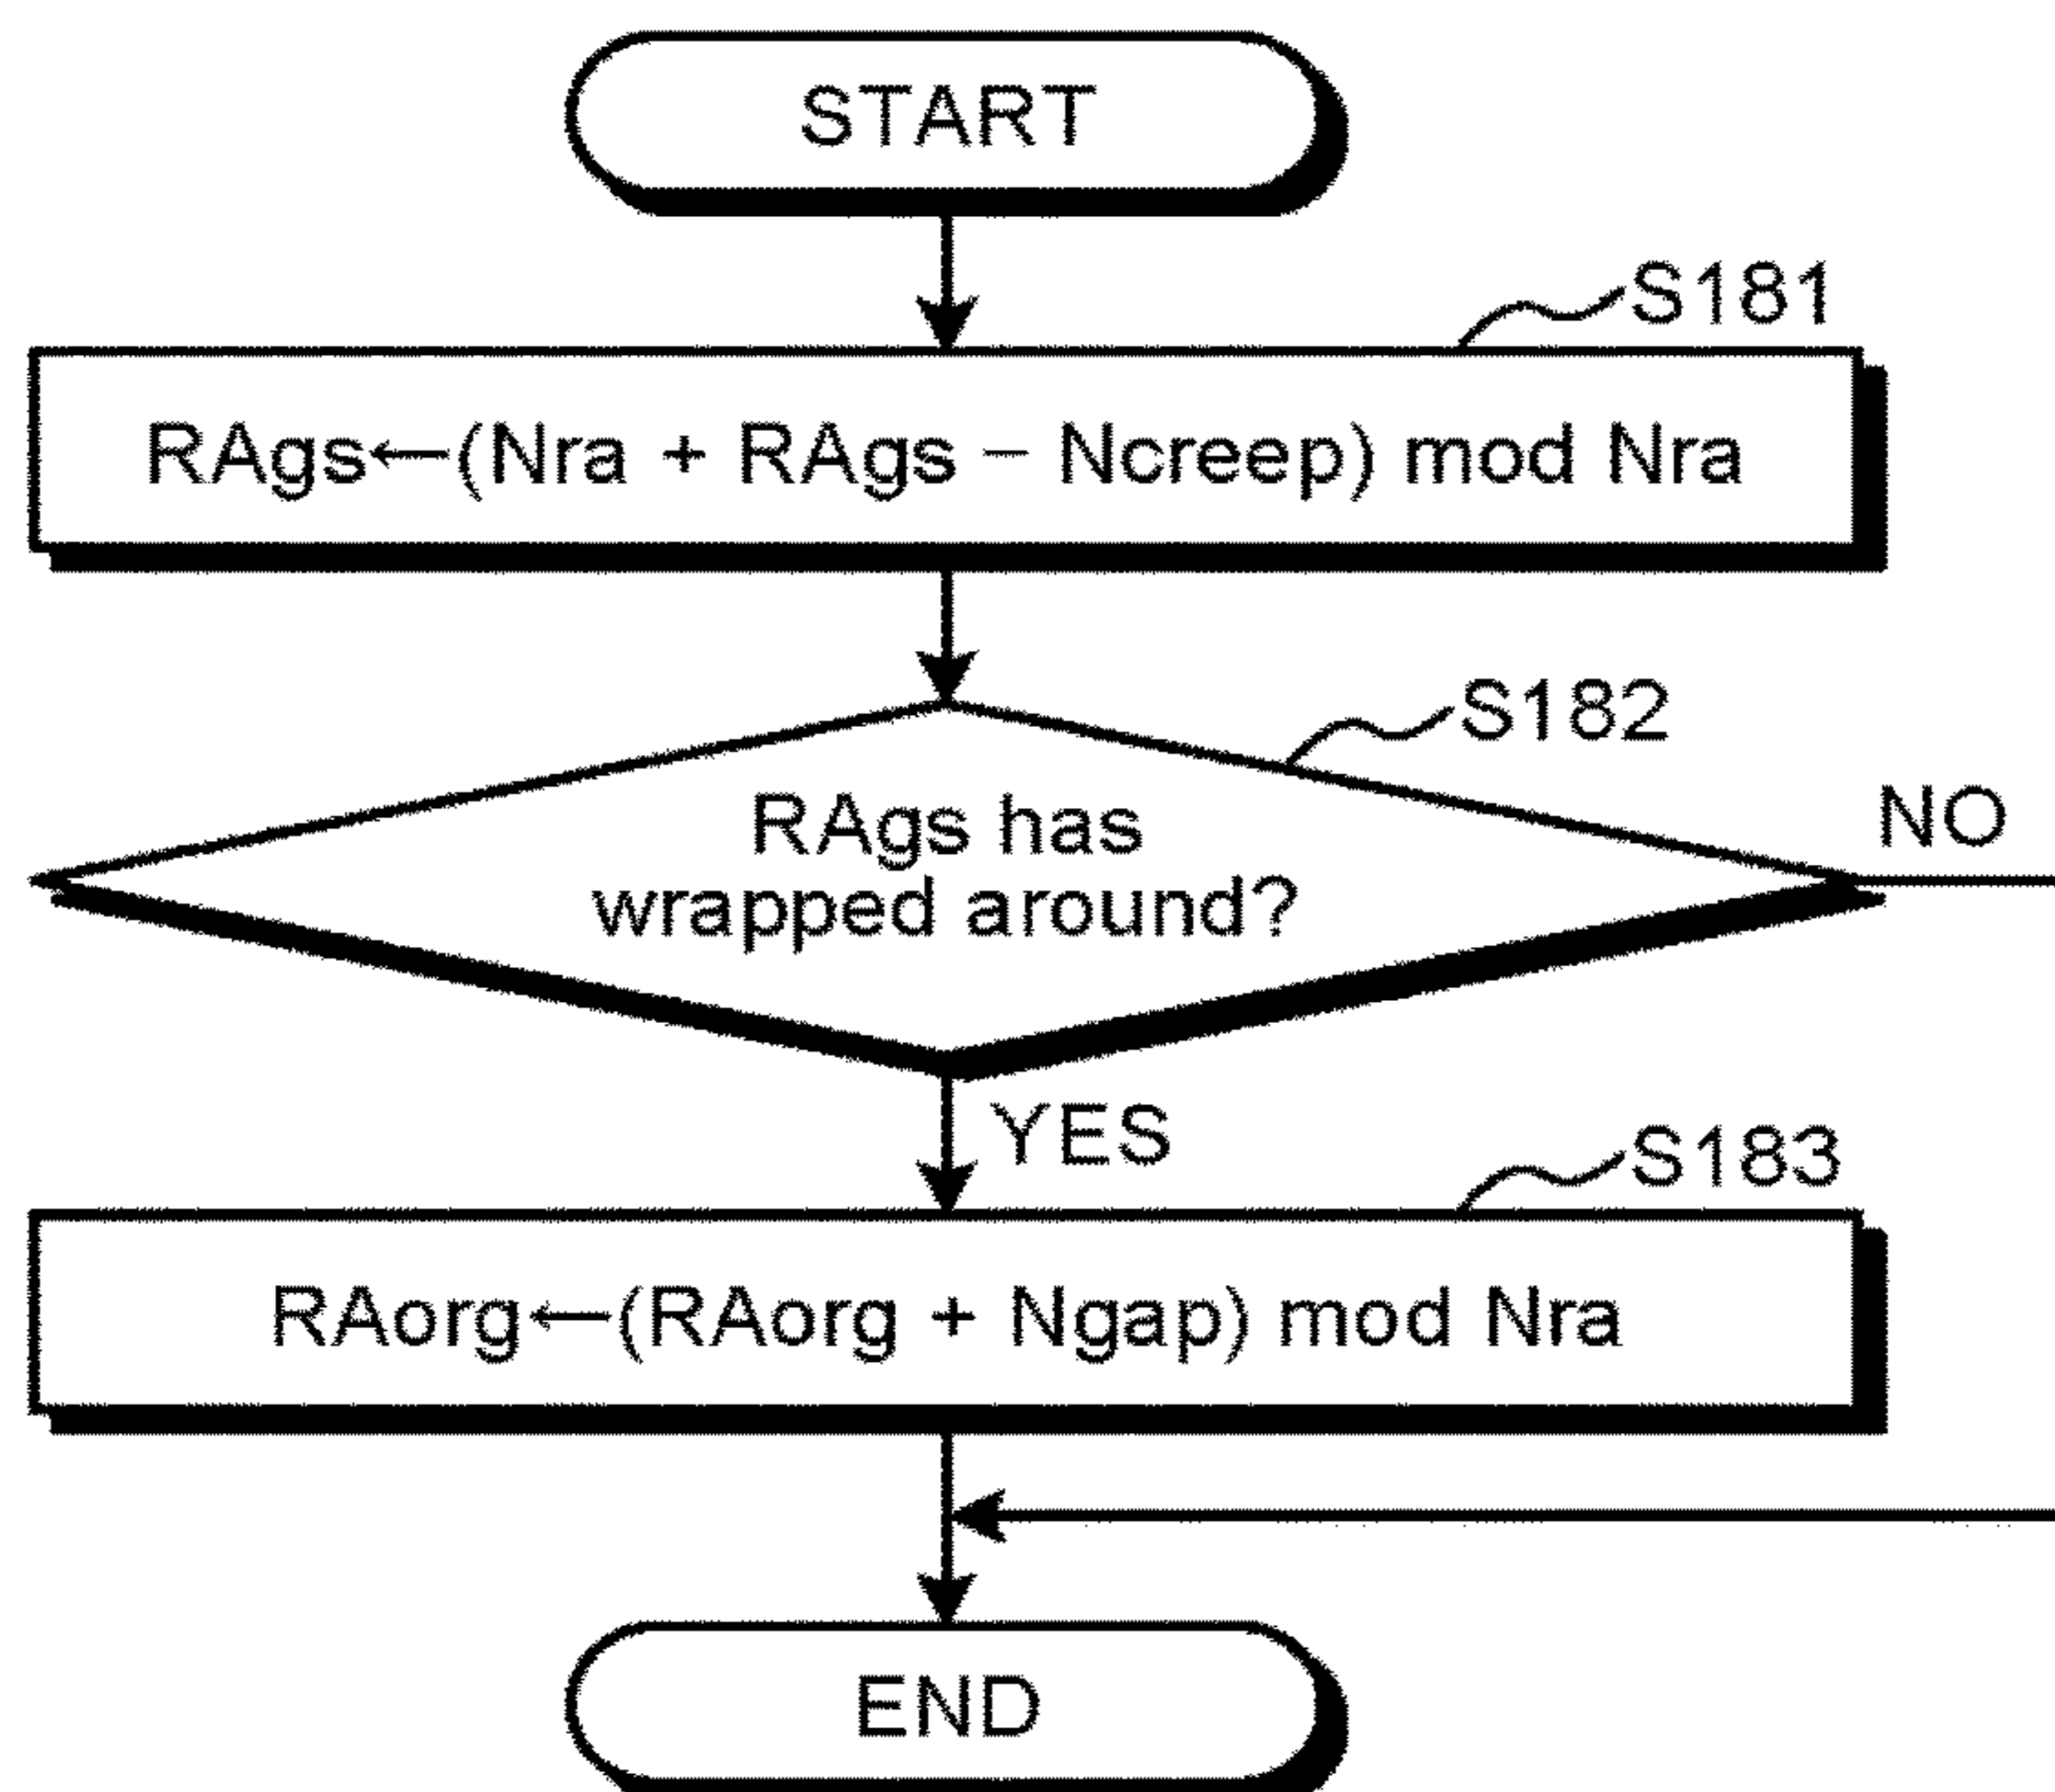 START
S181
RAgs←(Nra + RAgs − Ncreep) mod Nra
S182
RAgs has
wrapped around?
NO
YES
S183
RAorg←(RAorg + Ngap) mod Nra
END